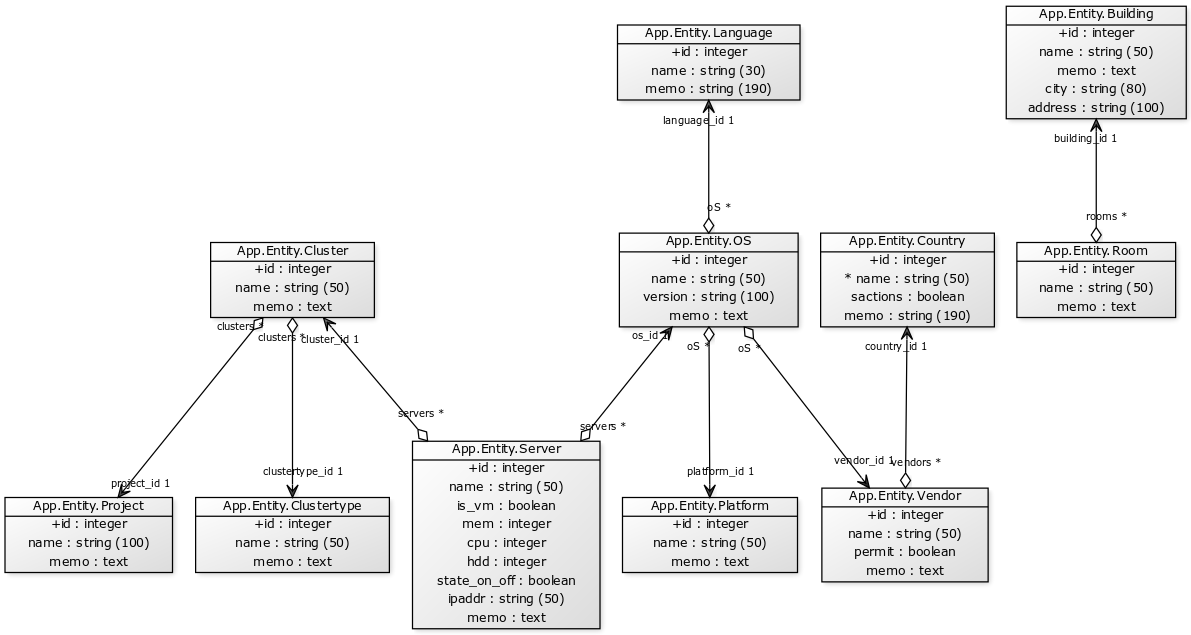 App.Entity.Building
+id : integer
name : string (50)
memo : text
city : string (80)
address : string (100)
App.Entity.Language
+id : integer
name : string (30)
memo : string (190)
language_id 1
building_id 1
oS *
rooms *
App.Entity.Cluster
+id : integer
name : string (50)
memo : text
App.Entity.OS
+id : integer
name : string (50)
version : string (100)
memo : text
App.Entity.Country
+id : integer
* name : string (50)
sactions : boolean
memo : string (190)
App.Entity.Room
+id : integer
name : string (50)
memo : text
clusters *
clusters *
cluster_id 1
os_id 1
oS *
oS *
country_id 1
servers *
servers *
project_id 1
clustertype_id 1
platform_id 1
vendor_id 1
vendors *
App.Entity.Project
+id : integer
name : string (100)
memo : text
App.Entity.Clustertype
+id : integer
name : string (50)
memo : text
App.Entity.Server
+id : integer
name : string (50)
is_vm : boolean
mem : integer
cpu : integer
hdd : integer
state_on_off : boolean
ipaddr : string (50)
memo : text
App.Entity.Platform
+id : integer
name : string (50)
memo : text
App.Entity.Vendor
+id : integer
name : string (50)
permit : boolean
memo : text